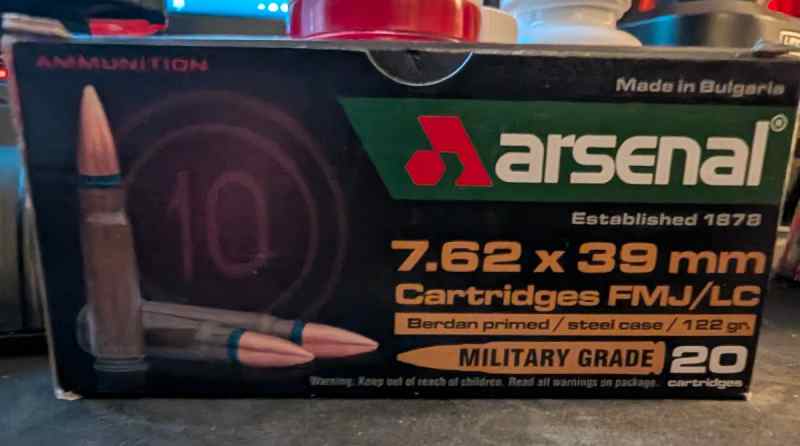 AMMUNITION
Made in Bulgaria
arsenal®
Established 1878
10
7.62 x 39 mm
Cartridges FMJ/LC
Berdan primed / steel case / 122 gr.
MILITARY GRADE
20
cartridges
Warning. Keep out of reach of children. Read all warnings on package.